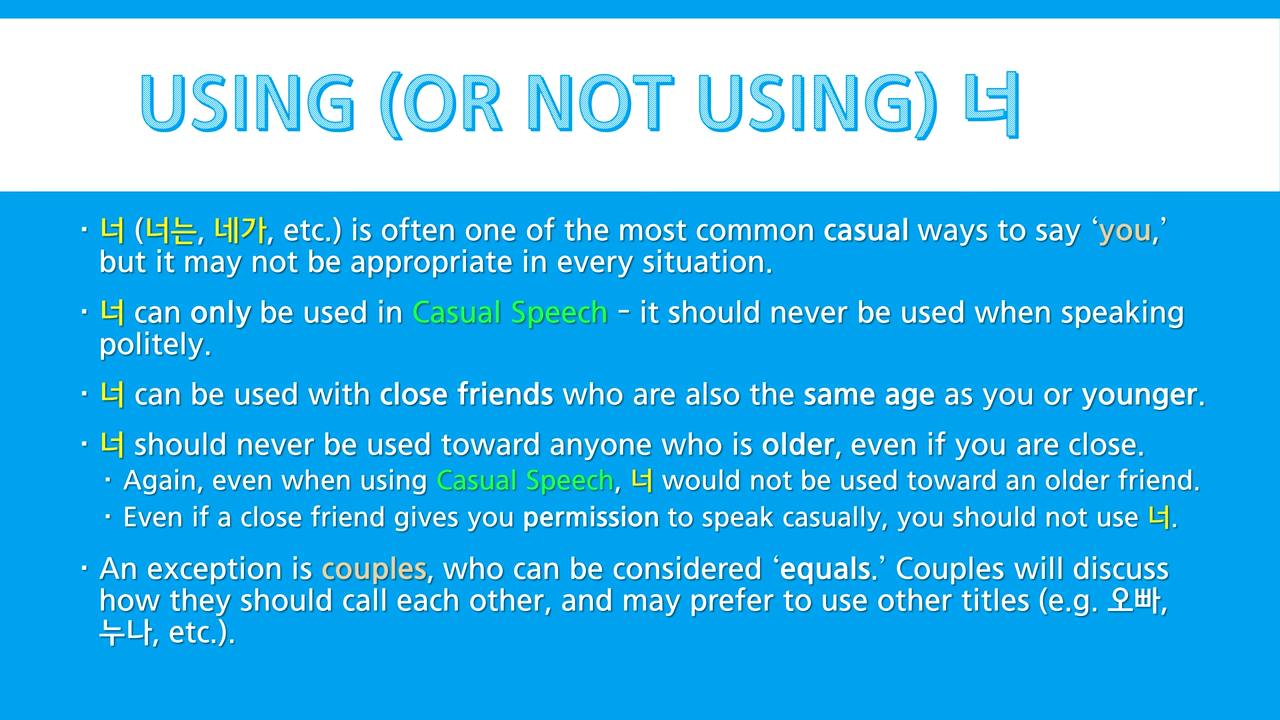 USING (OR NOT USING) 너
· 너 (너는, 네가, etc.) is often one of the most common casual ways to say ‘you,’
but it may not be appropriate in every situation.
· 너 can only be used in Casual Speech – it should never be used when speaking
politely.
· 너 can be used with close friends who are also the same age as you or younger.
· 너 should never be used toward anyone who is older, even if you are close.
· Again, even when using Casual Speech, 너 would not be used toward an older friend.
· Even if a close friend gives you permission to speak casually, you should not use 너.
· An exception is couples, who can be considered ‘equals.’ Couples will discuss
how they should call each other, and may prefer to use other titles (e.g. 오빠,
누나, etc.).